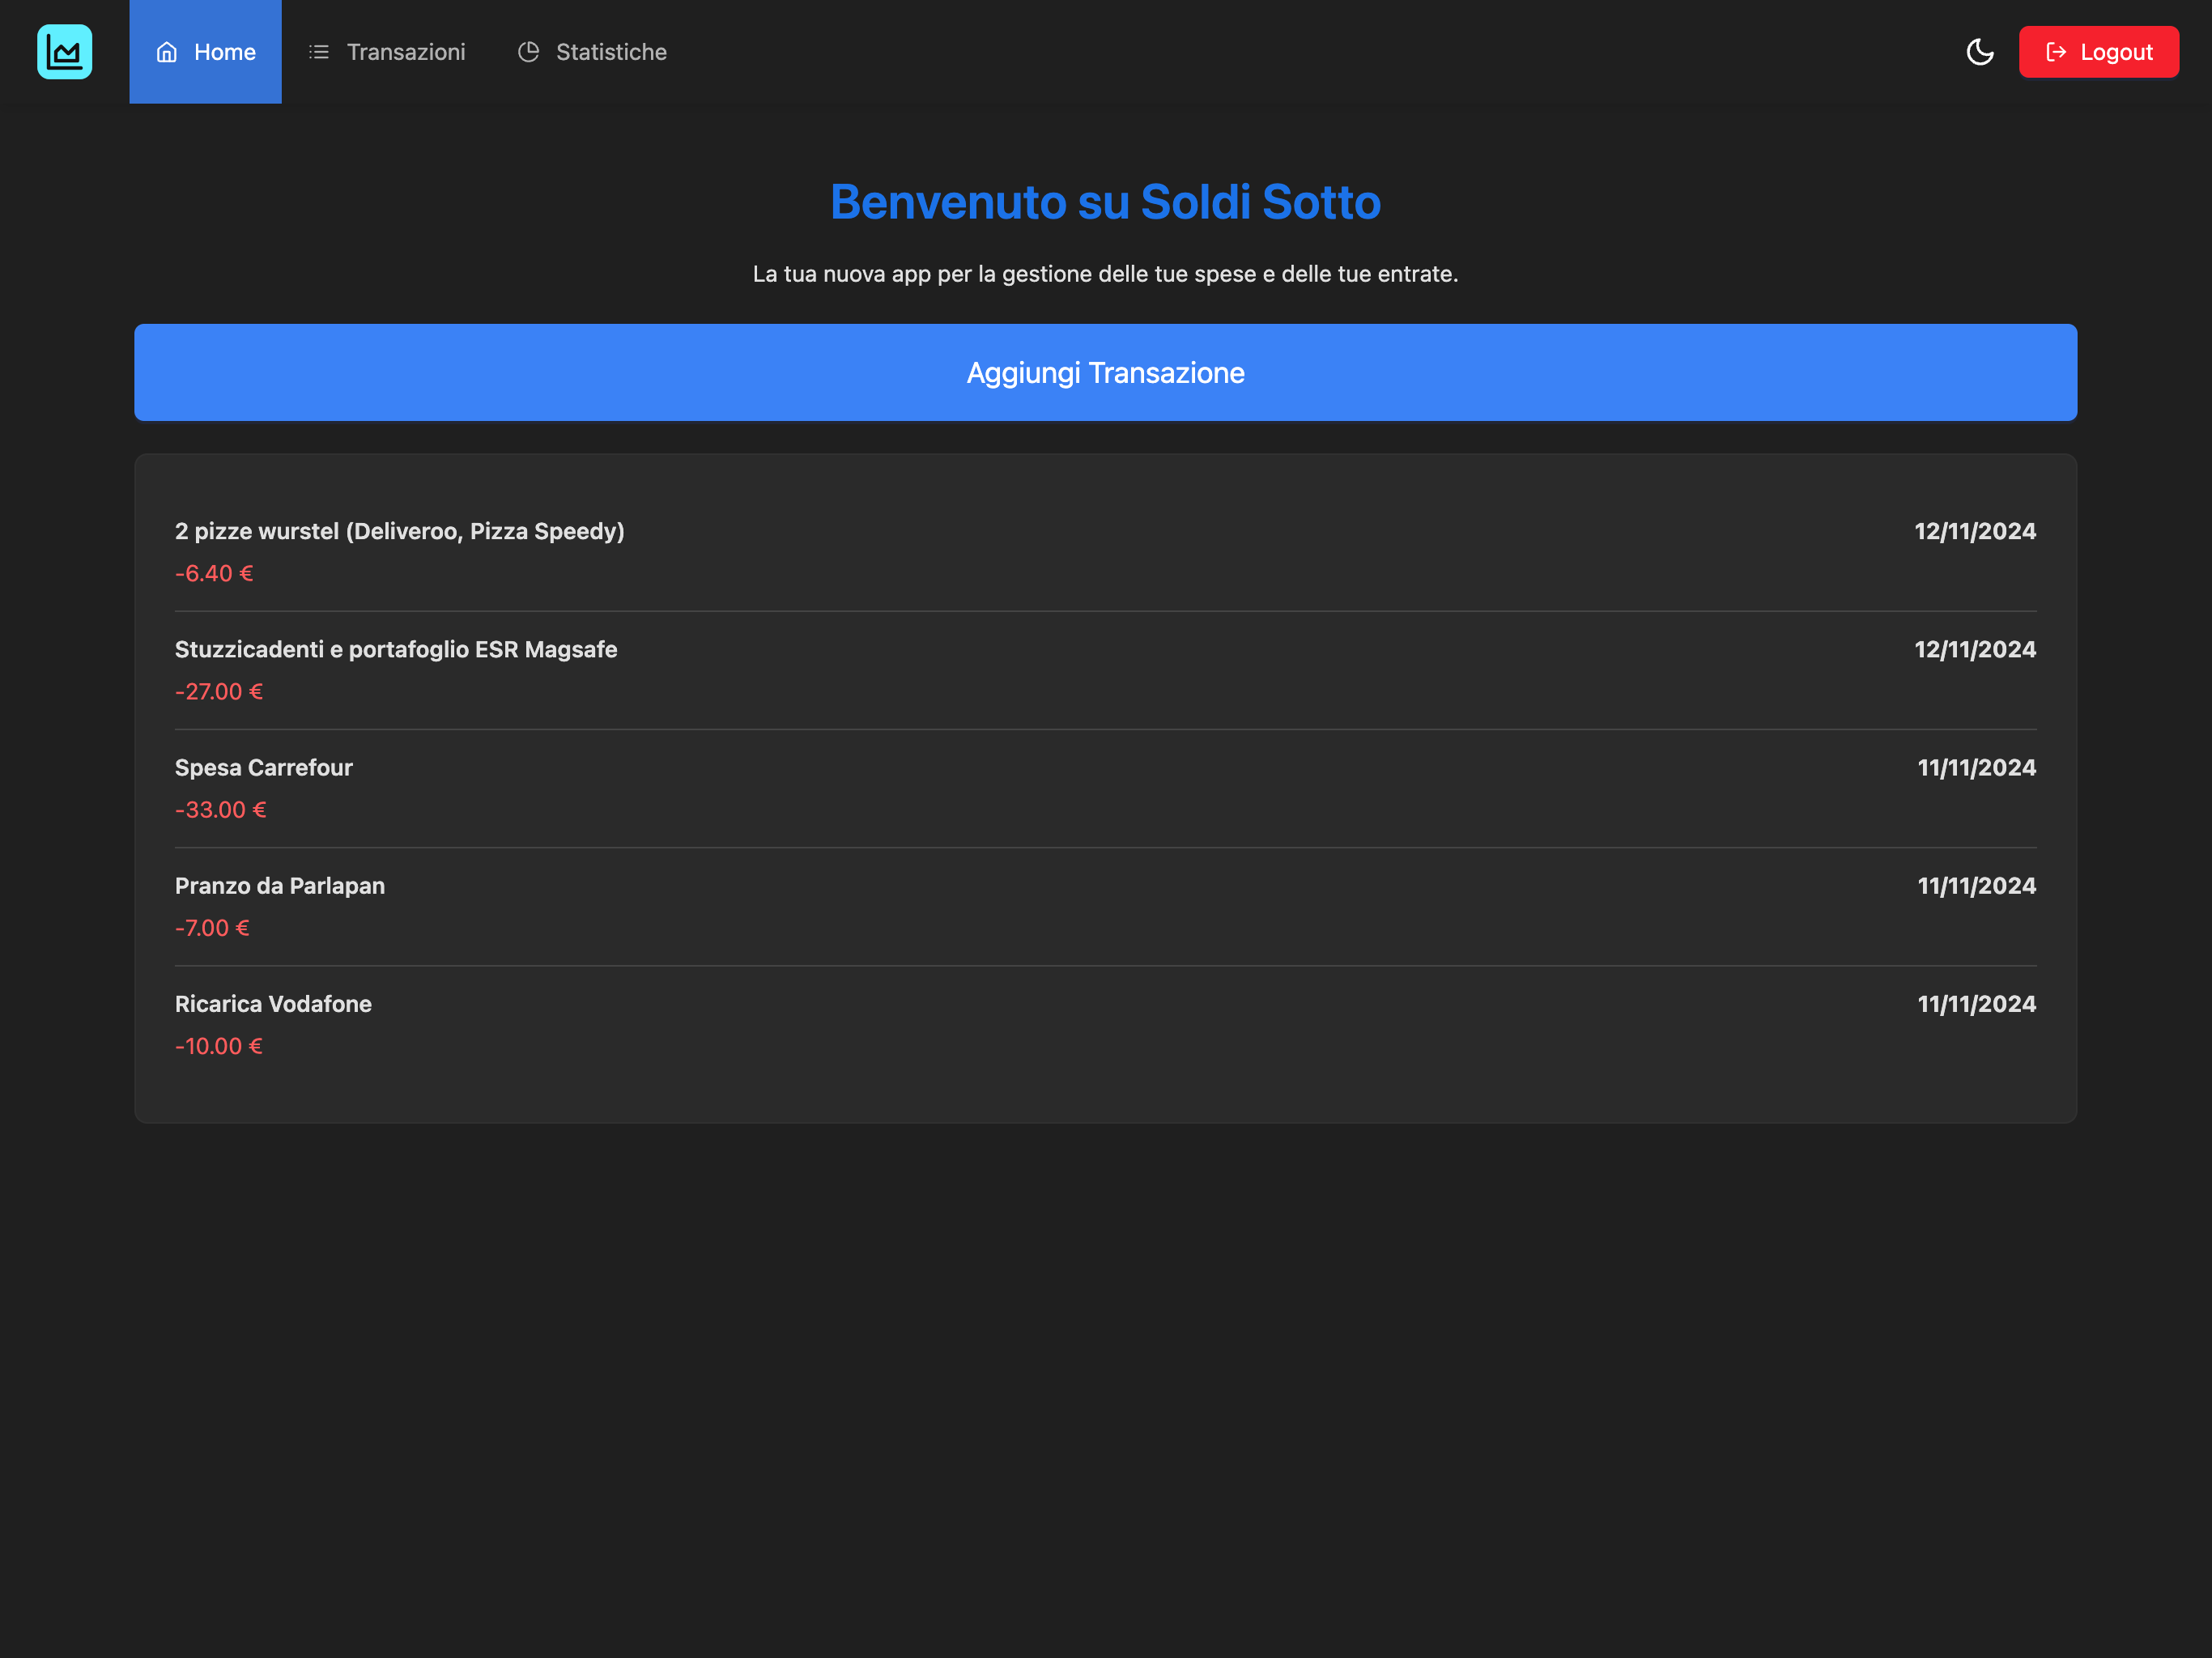 Home
Transazioni
Statistiche
Logout
Benvenuto su Soldi Sotto
La tua nuova app per la gestione delle tue spese e delle tue entrate.
Aggiungi Transazione
2 pizze wurstel (Deliveroo, Pizza Speedy)
12/11/2024
-6.40 €
Stuzzicadenti e portafoglio ESR Magsafe
12/11/2024
-27.00 €
Spesa Carrefour
11/11/2024
-33.00 €
Pranzo da Parlapan
11/11/2024
-7.00 €
Ricarica Vodafone
11/11/2024
-10.00 €